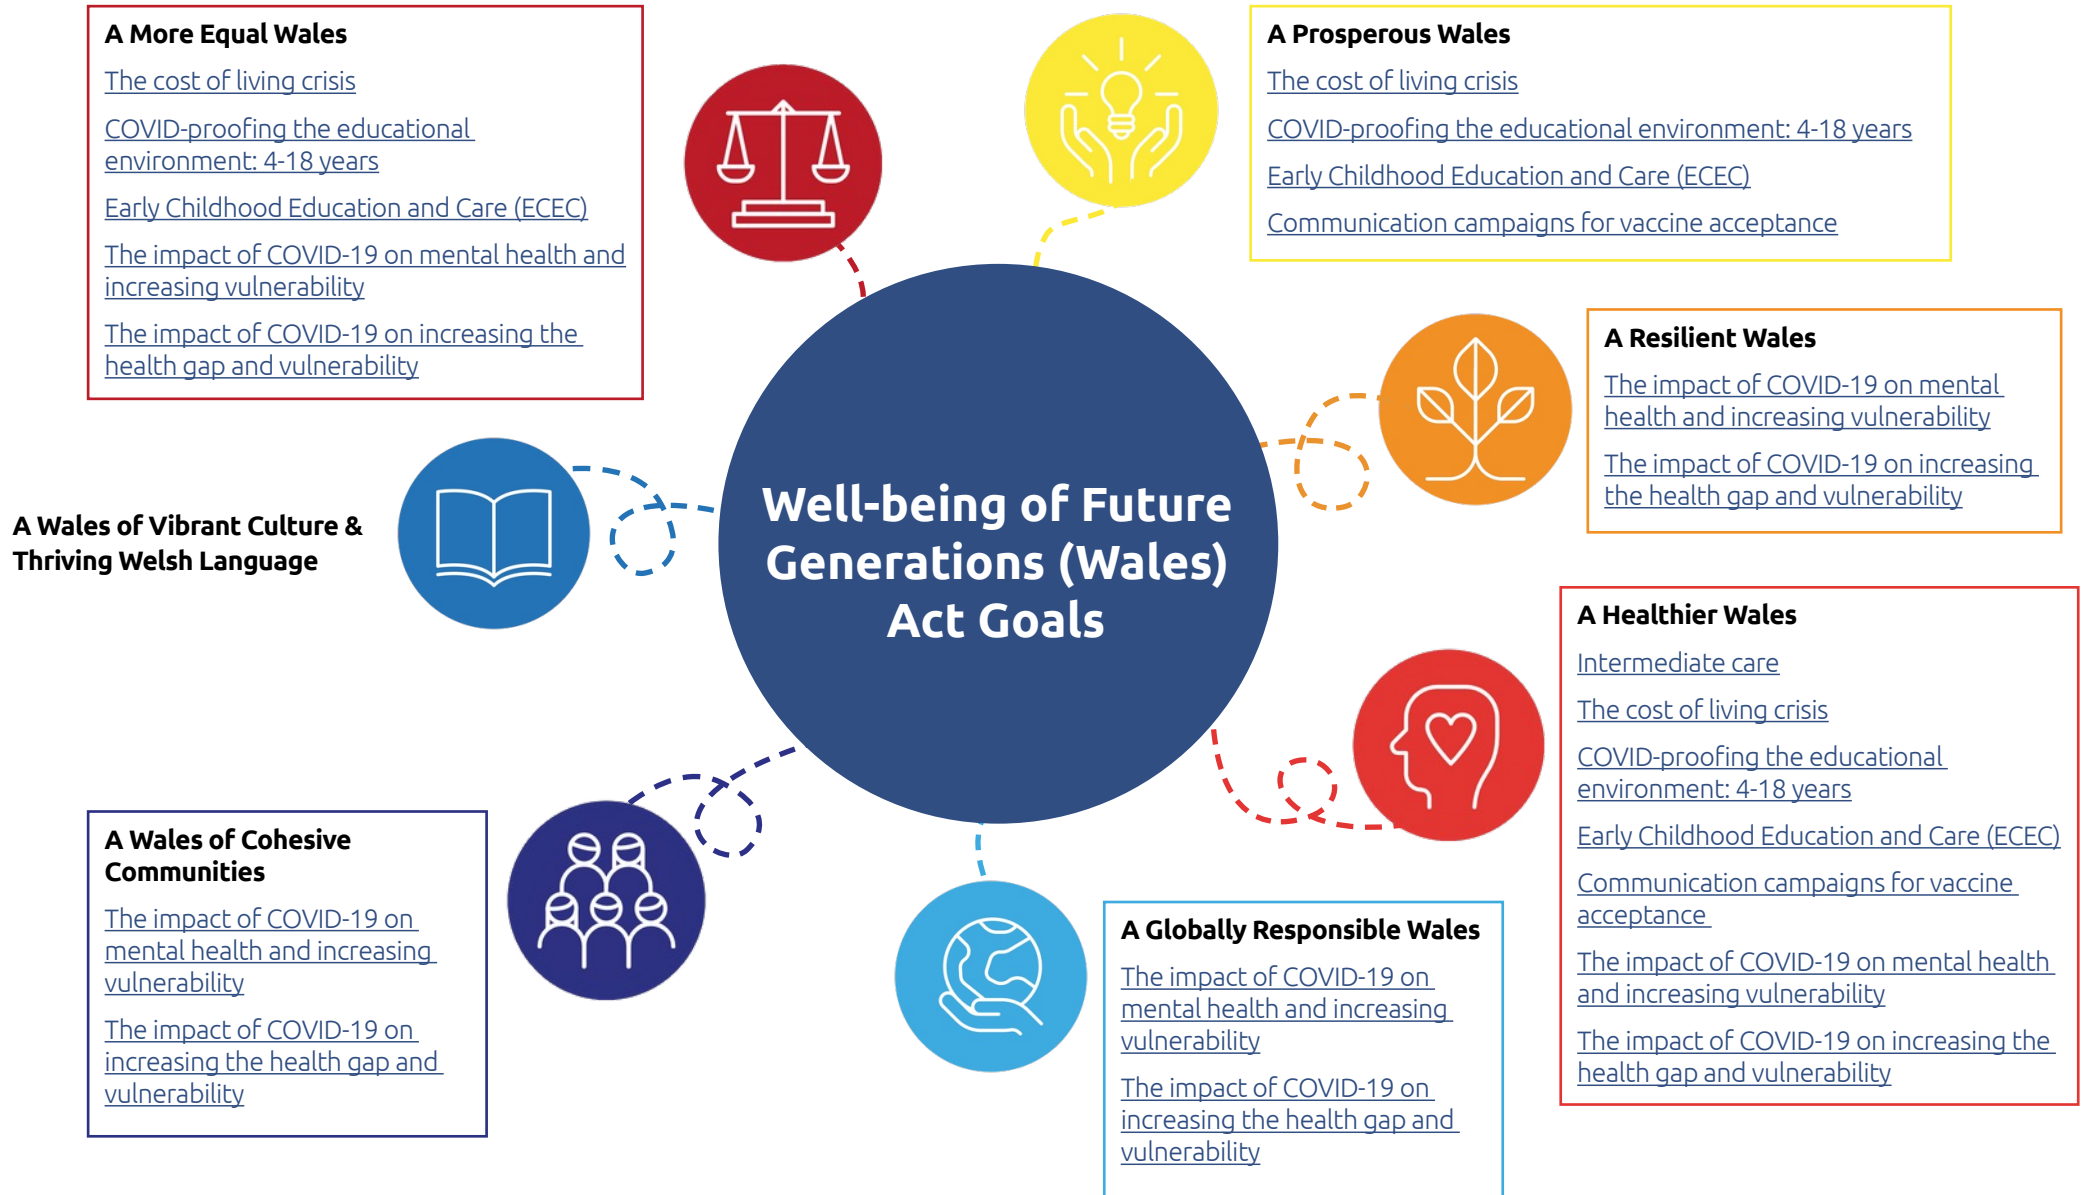 A More Equal Wales
The cost of living crisis
COVID-proofing the educational
environment: 4-18 years
Early Childhood Education and Care (ECEC)
The impact of COVID-19 on mental health and
increasing vulnerability
The impact of COVID-19 on increasing the
health gap and vulnerability
A Prosperous Wales
The cost of living crisis
COVID-proofing the educational environment: 4-18 years
Early Childhood Education and Care (ECEC)
Communication campaigns for vaccine acceptance
A Resilient Wales
The impact of COVID-19 on mental
health and increasing vulnerability
The impact of COVID-19 on increasing
the health gap and vulnerability
A Wales of Vibrant Culture &
Thriving Welsh Language
Well-being of Future
Generations (Wales)
Act Goals
A Healthier Wales
Intermediate care
The cost of living crisis
COVID-proofing the educational
environment: 4-18 years
Early Childhood Education and Care (ECEC)
Communication campaigns for vaccine
acceptance
The impact of COVID-19 on mental health
and increasing vulnerability
The impact of COVID-19 on increasing the
health gap and vulnerability
A Wales of Cohesive
Communities
The impact of COVID-19 on
mental health and increasing
vulnerability
The impact of COVID-19 on
increasing the health gap and
vulnerability
A Globally Responsible Wales
The impact of COVID-19 on
mental health and increasing
vulnerability
The impact of COVID-19 on
increasing the health gap and
vulnerability